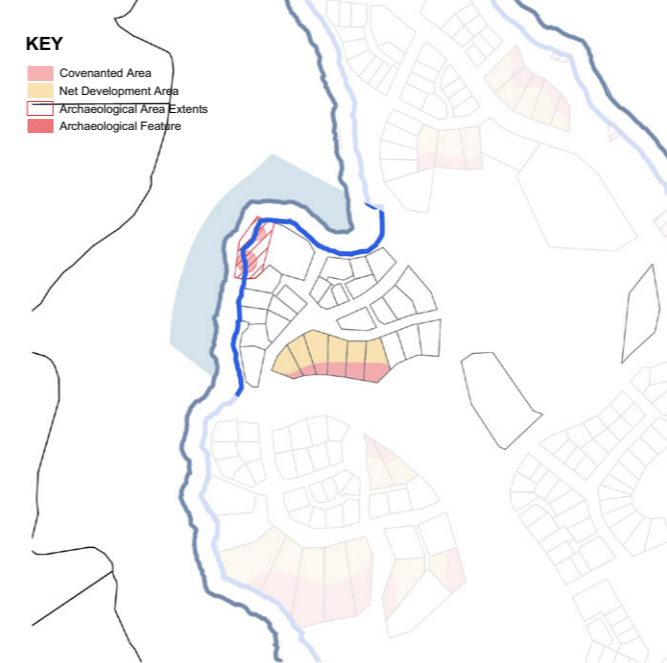 KEY
Covenanted Area
Net Development Area
Archaeological Area Extents
Archaeological Feature